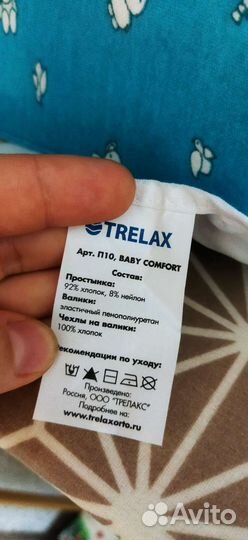 TRELAX
Арт. П10, BABY COMFORT
Состав:
Простынка:
92% хлопок, 8% нейлон
Валики:
эластичный пенополиуретан
Чехлы на валики:
100% хлопок
Рекомендации по уходу:
Произведено:
Россия, ООО "ТРЕЛАКС"
Подробнее на:
www.trelaxorto.ru
Avito